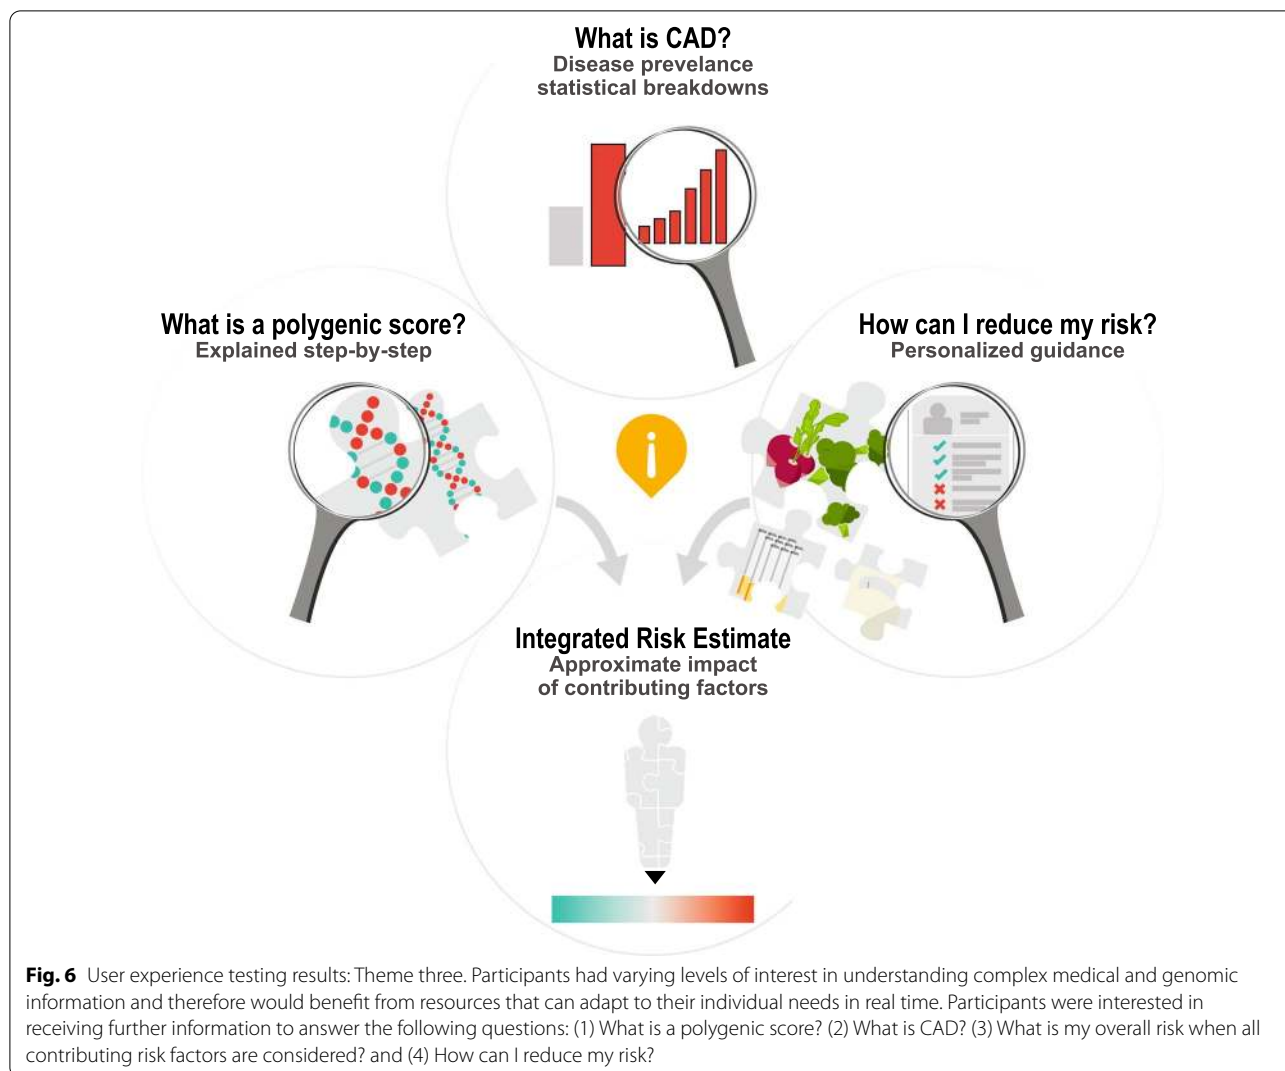 What is CAD?
Disease prevelance
statistical breakdowns
What is a polygenic score?
Explained step-by-step
How can I reduce my risk?
Personalized guidance
Integrated Risk Estimate
Approximate impact
of contributing factors
Fig. 6 User experience testing results: Theme three. Participants had varying levels of interest in understanding complex medical and genomic
information and therefore would benefit from resources that can adapt to their individual needs in real time. Participants were interested in
receiving further information to answer the following questions: (1) What is a polygenic score? (2) What is CAD? (3) What is my overall risk when all
contributing risk factors are considered? and (4) How can I reduce my risk?